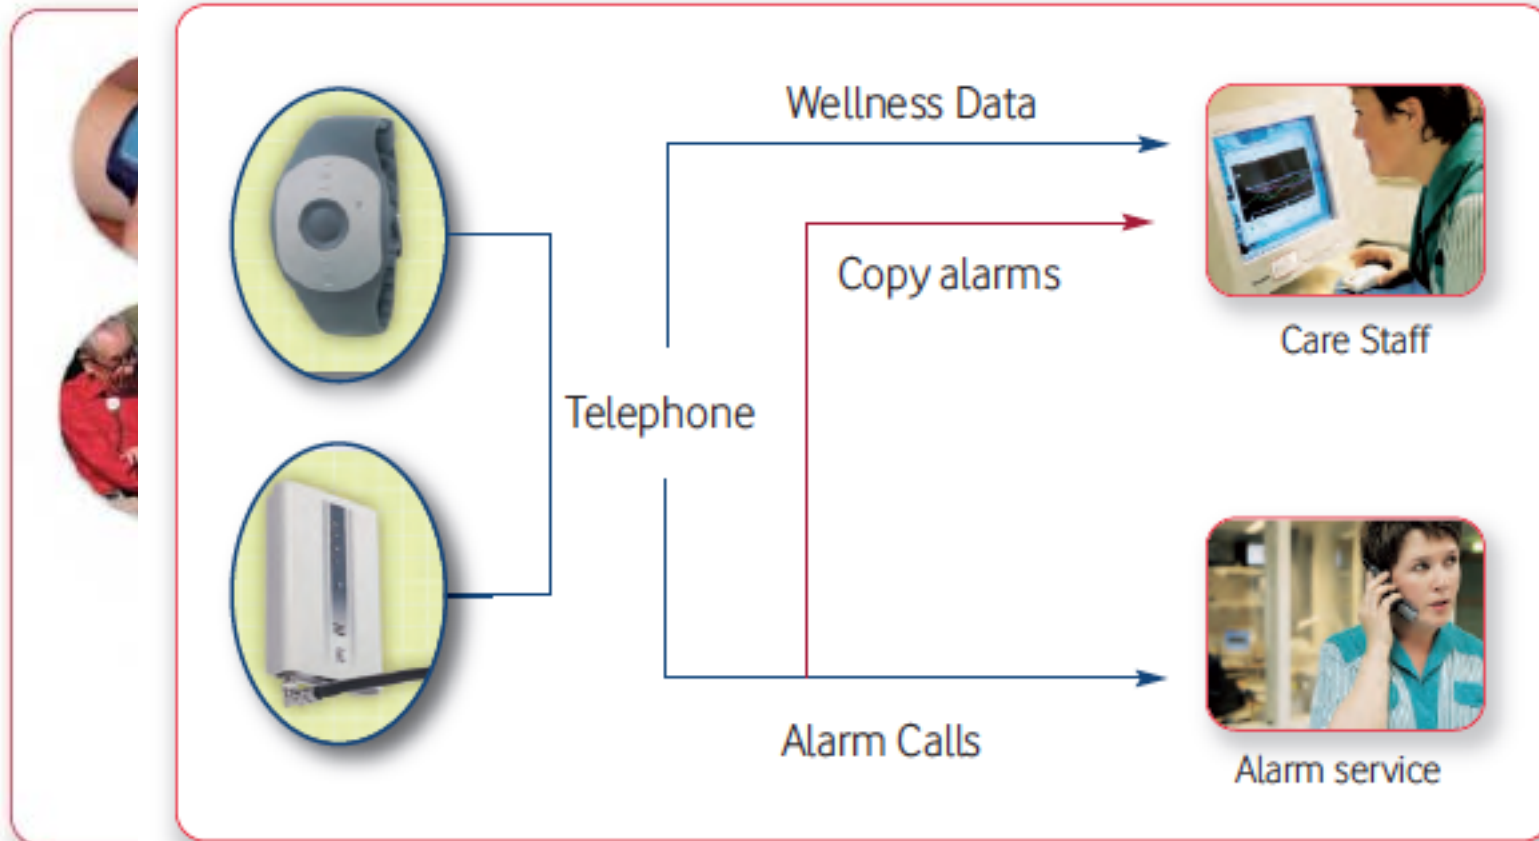 Wellness Data
Copy alarms
Care Staff
Telephone
Alarm Calls
Alarm service